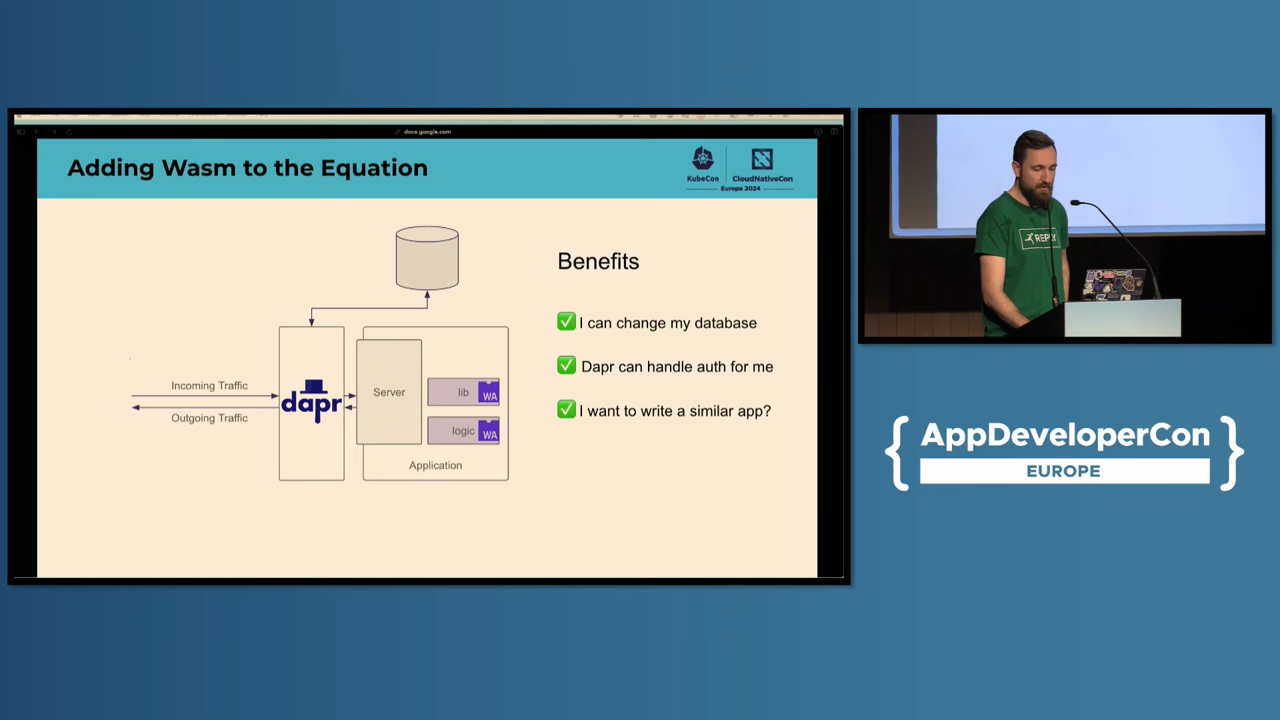 docs.google.com
Adding Wasm to the Equation
KubeCon
CloudNativeCon
Europe 2024
Benefits
✅ I can change my database
✅ Dapr can handle auth for me
✅ I want to write a similar app?
Incoming Traffic
Outgoing Traffic
dapr
Server
lib
WA
logic
WA
Application
REPLY
{ AppDeveloperCon }
EUROPE